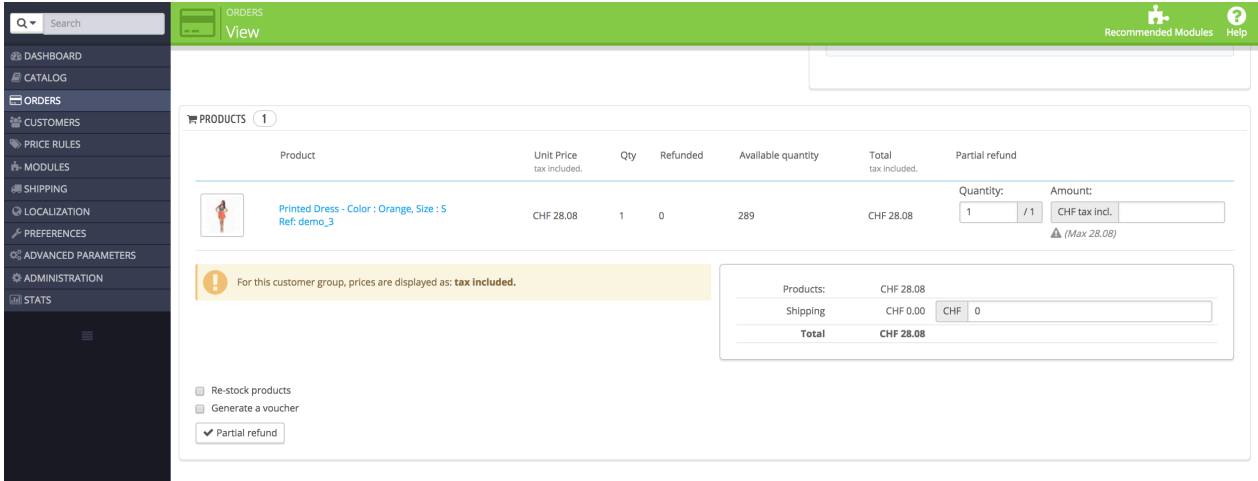 Search
ORDERS
View
Recommended Modules
Help
DASHBOARD
CATALOG
ORDERS
CUSTOMERS
PRICE RULES
MODULES
SHIPPING
LOCALIZATION
PREFERENCES
ADVANCED PARAMETERS
ADMINISTRATION
STATS
PRODUCTS 1
Product Unit Price Qty Refunded Available quantity Total Partial refund
tax included. tax included.
Quantity: Amount:
Printed Dress - Color : Orange, Size : S
Ref: demo_3
CHF 28.08 1 0 289 CHF 28.08 1 / 1 CHF tax incl.
(Max 28.08)
For this customer group, prices are displayed as: tax included.
Products: CHF 28.08
Shipping CHF 0.00 CHF 0
Total CHF 28.08
Re-stock products
Generate a voucher
Partial refund